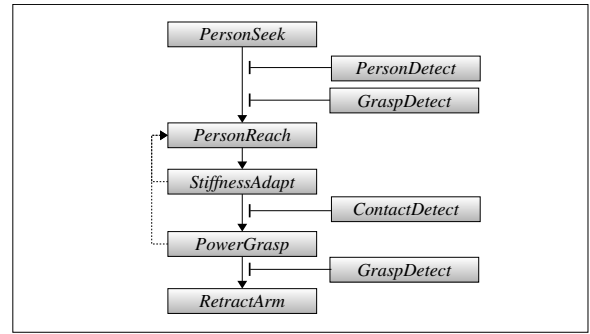 PersonSeek
PersonDetect
GraspDetect
PersonReach
StiffnessAdapt
ContactDetect
PowerGrasp
GraspDetect
RetractArm